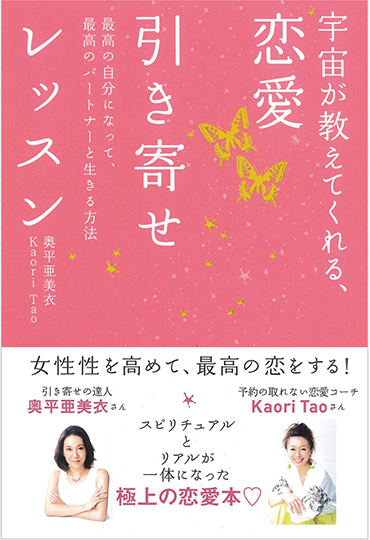 宇宙が教えてくれる、
恋愛
引き寄せ
レッスン
最高の自分になって、
最高のパートナーと生きる方法
奥平亜美衣
Kaori Tao
女性性を高めて、最高の恋をする！
引き寄せの達人
奥平亜美衣さん
スピリチュアル
と
リアルが
一体になった
極上の恋愛本♡
予約の取れない恋愛コーチ
Kaori Taoさん